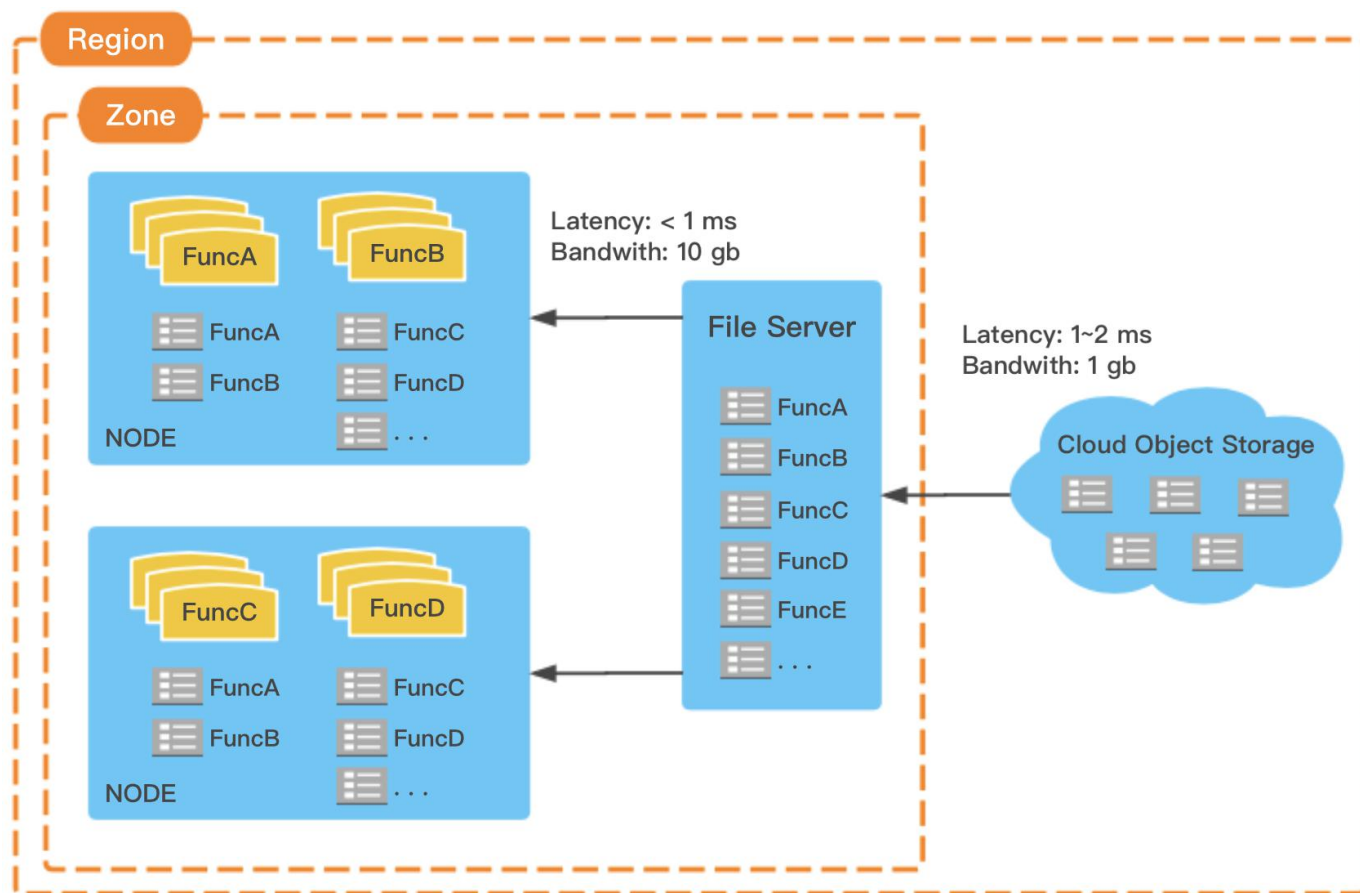 Region
Zone
FuncA
FuncB
FuncA
FuncC
FuncB
FuncD
. . .
NODE
Latency: < 1 ms
Bandwith: 10 gb
FuncC
FuncD
FuncA
FuncC
FuncB
FuncD
. . .
NODE
File Server
FuncA
FuncB
FuncC
FuncD
FuncE
. . .
Latency: 1~2 ms
Bandwith: 1 gb
Cloud Object Storage